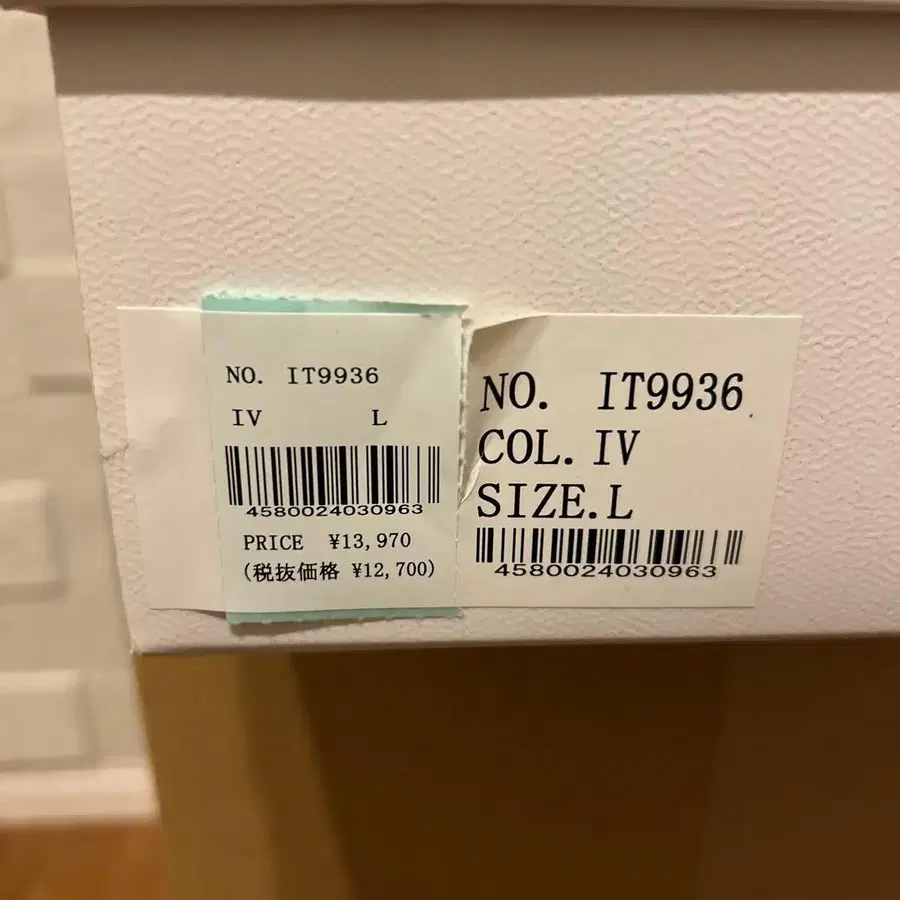 NO. IT9936
IV L
4580024030963
PRICE ¥13,970
(税抜価格 ¥12,700)
NO. IT9936
COL. IV
SIZE.L
4580024030963